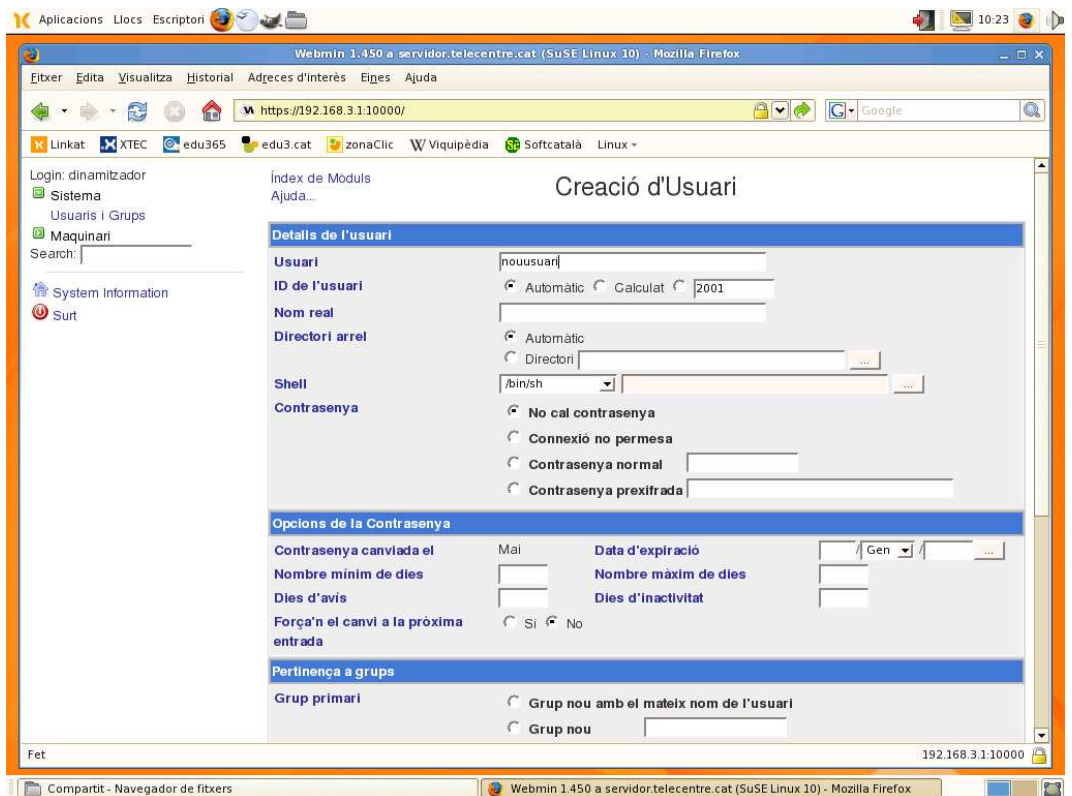 Aplicacions Llocs Escriptori 10:23
Webmin 1.450 a servidor.telecentre.cat (SuSE Linux 10) - Mozilla Firefox
Fitxer Edita Visualitza Historial Adreces d'interès Eines Ajuda
https://192.168.3.1:10000/ G Google
Linkat XTEC edu365 edu3.cat zonaClic W Viquipèdia Softcatalà Linux
Login: dinamitzador
Sistema
Usuaris i Grups
Maquinari
Search:
System Information
Surt
Índex de Mòduls
Ajuda...
Creació d'Usuari
Detalls de l'usuari
Usuari nouusuari
ID de l'usuari Automàtic Calculat 2001
Nom real
Directori arrel Automàtic
Directori ...
Shell /bin/sh ...
Contrasenya No cal contrasenya
Connexió no permesa
Contrasenya normal
Contrasenya prexifrada
Opcions de la Contrasenya
Contrasenya canviada el Mai Data d'expiració / Gen / ...
Nombre mínim de dies Nombre màxim de dies
Dies d'avís Dies d'inactivitat
Força'n el canvi a la pròxima Sí No
entrada
Pertinença a grups
Grup primari Grup nou amb el mateix nom de l'usuari
Grup nou
Fet 192.168.3.1:10000
Compartit - Navegador de fitxers Webmin 1.450 a servidor.telecentre.cat (SuSE Linux 10) - Mozilla Firefox